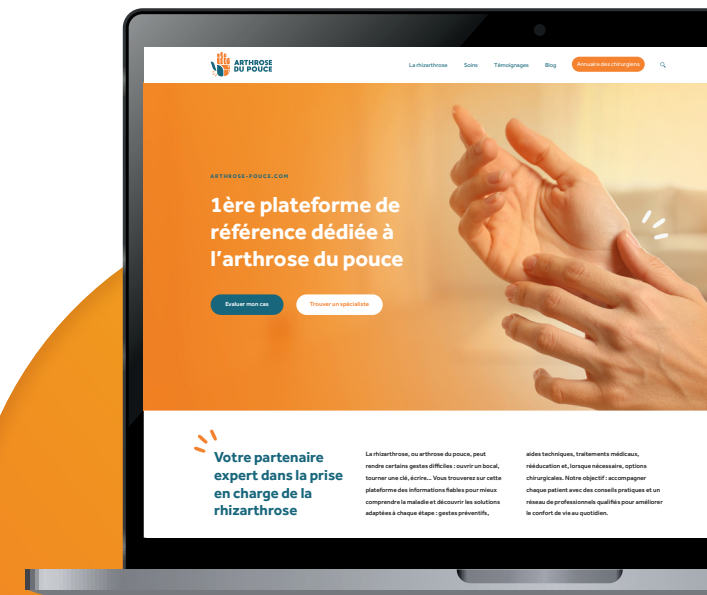 ARTHROSE
DU POUCE
La rhizarthrose Soins Témoignages Blog Annuaire des chirurgiens
ARTHROSE-POUCE.COM
1ère plateforme de
référence dédiée à
l'arthrose du pouce
Evaluer mon cas Trouver un spécialiste
Votre partenaire
expert dans la prise
en charge de la
rhizarthrose
La rhizarthrose, ou arthrose du pouce, peut
rendre certains gestes difficiles : ouvrir un bocal,
tourner une clé, écrire... Vous trouverez sur cette
plateforme des informations fiables pour mieux
comprendre la maladie et découvrir les solutions
adaptées à chaque étape : gestes préventifs,
aides techniques, traitements médicaux,
rééducation et, lorsque nécessaire, options
chirurgicales. Notre objectif : accompagner
chaque patient avec des conseils pratiques et un
réseau de professionnels qualifiés pour améliorer
le confort de vie au quotidien.